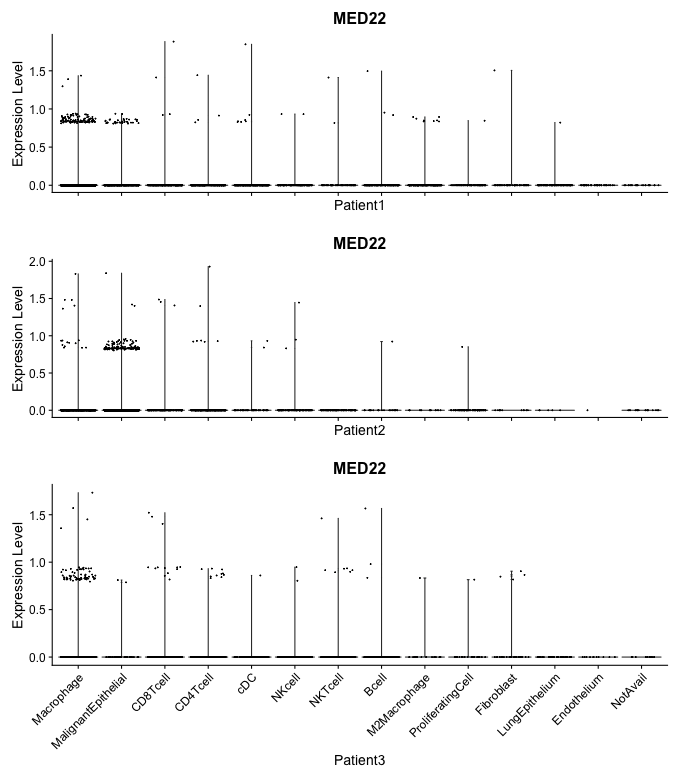 MED22
Expression Level
1.5
1.0
0.5
0.0
Patient1
MED22
Expression Level
2.0
1.5
1.0
0.5
0.0
Patient2
MED22
Expression Level
1.5
1.0
0.5
0.0
Macrophage
MalignantEpithelial
CD8Tcell
CD4Tcell
cDC
NKcell
NKTcell
Bcell
M2Macrophage
ProliferatingCell
Fibroblast
LungEpithelium
Endothelium
NotAvail
Patient3